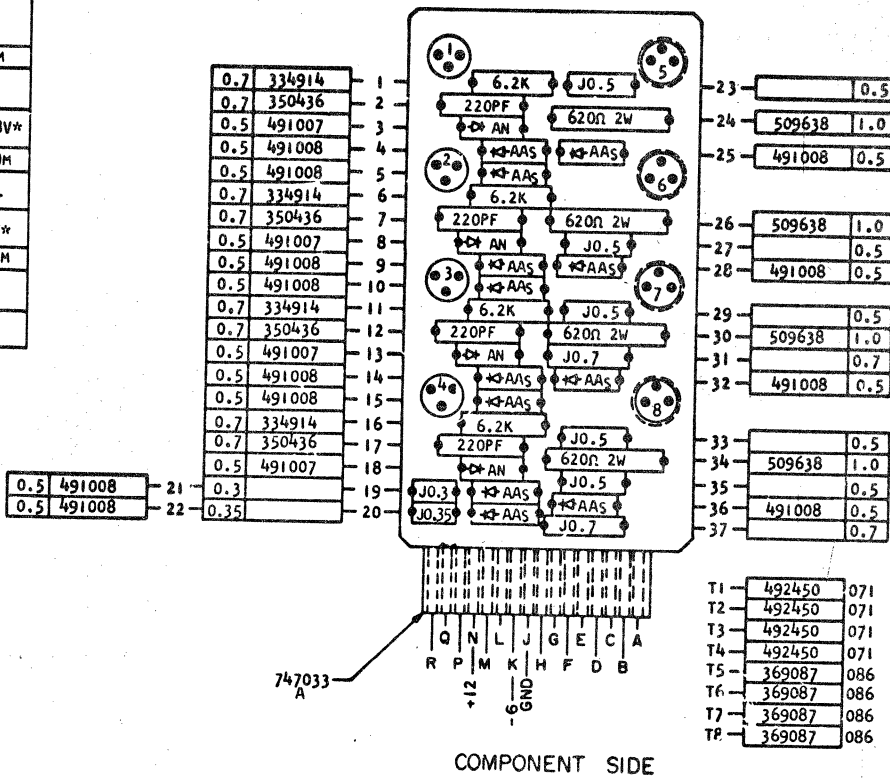 M
V*
M
*
M
0.7 334914 1
0.7 350436 2
0.5 491007 3
0.5 491008 4
0.5 491008 5
0.7 334914 6
0.7 350436 7
0.5 491007 8
0.5 491008 9
0.5 491008 10
0.7 334914 11
0.7 350436 12
0.5 491007 13
0.5 491008 14
0.5 491008 15
0.7 334914 16
0.7 350436 17
0.5 491007 18
0.5 491008 21 0.3 19
0.5 491008 22 0.35 20
1 5
6.2K J0.5
220PF 620Ω 2W
AN
AAS AAS
2 AAS 6
6.2K
220PF 620Ω 2W
AN J0.5
AAS AAS
3 AAS 7
6.2K J0.5
220PF 620Ω 2W
AN J0.7
AAS AAS
4 AAS 8
6.2K J0.5
220PF 620Ω 2W
AN J0.5
J0.3 AAS AAS
J0.35 AAS J0.7
23 0.5
24 509638 1.0
25 491008 0.5
26 509638 1.0
27 0.5
28 491008 0.5
29 0.5
30 509638 1.0
31 0.7
32 491008 0.5
33 0.5
34 509638 1.0
35 0.5
36 491008 0.5
37 0.7
T1 492450 071
T2 492450 071
T3 492450 071
T4 492450 071
T5 369087 086
T6 369087 086
T7 369087 086
T8 369087 086
R Q P N M L K J H G F E D C B A
+12 -6 GND
747033
A
COMPONENT SIDE